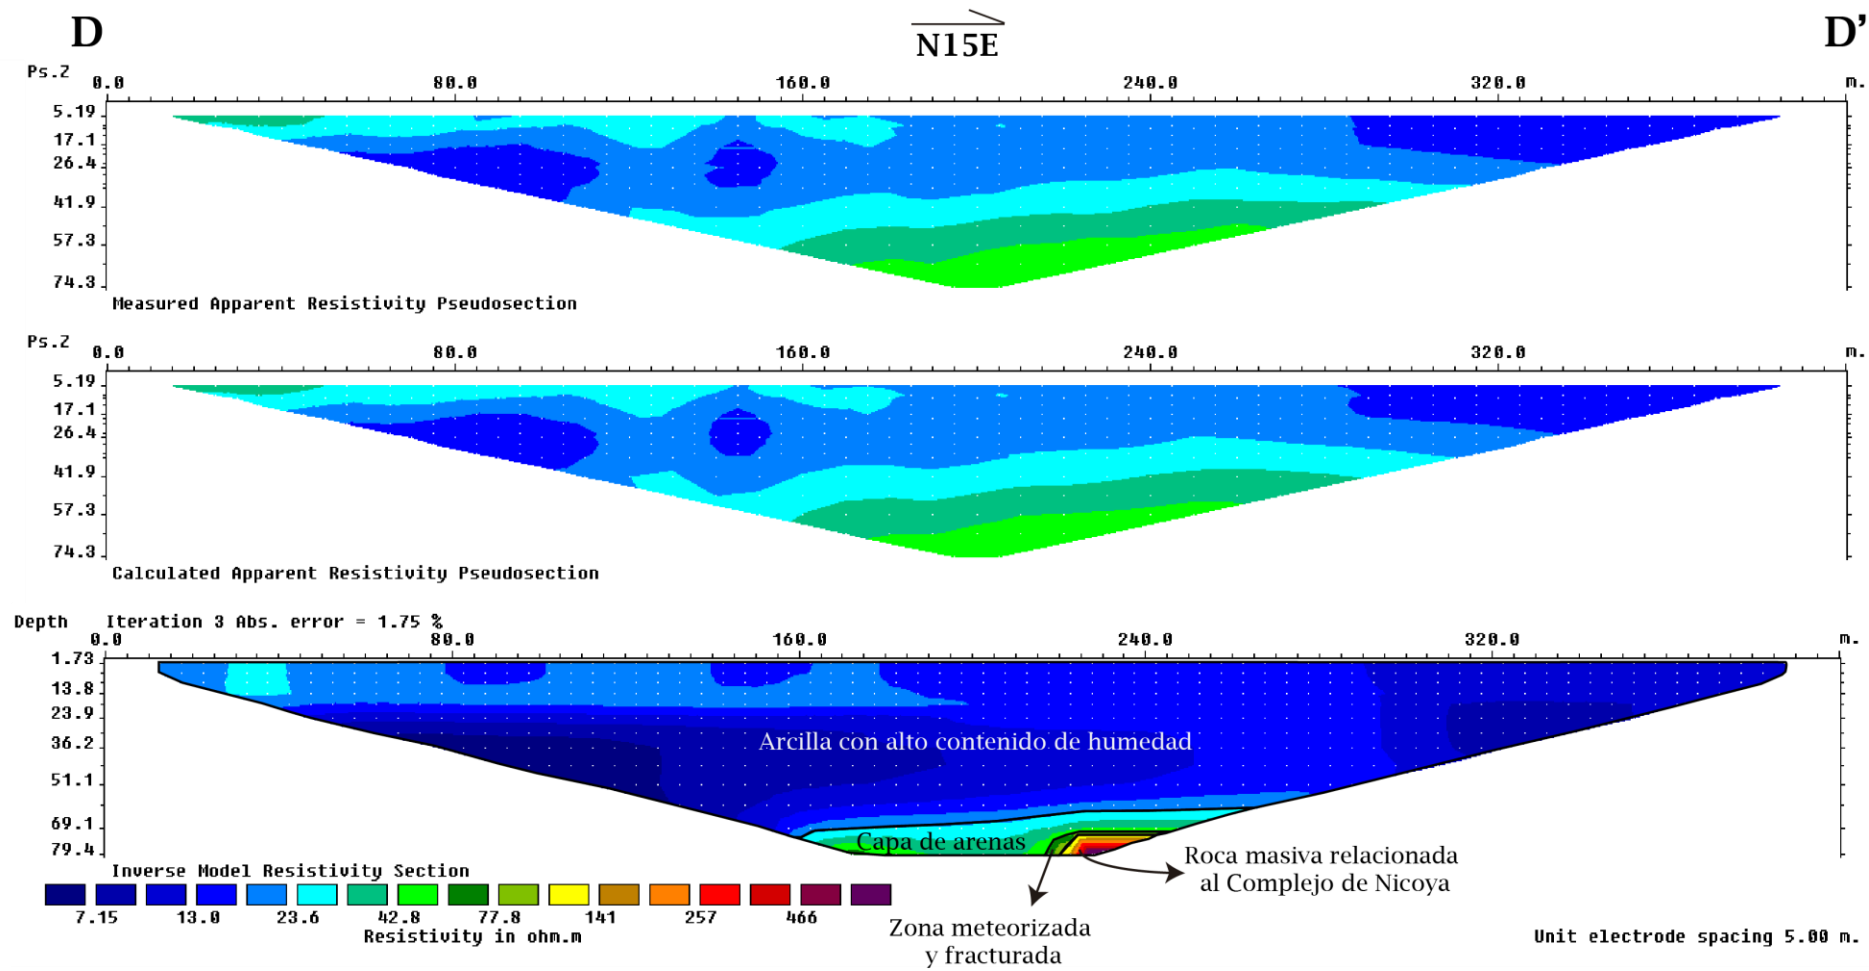 D
N15E
D’
Ps.Z
0.0 80.0 160.0 240.0 320.0 m.
5.19
17.1
26.4
41.9
57.3
74.3
Measured Apparent Resistivity Pseudosection
Ps.Z
0.0 80.0 160.0 240.0 320.0 m.
5.19
17.1
26.4
41.9
57.3
74.3
Calculated Apparent Resistivity Pseudosection
Depth Iteration 3 Abs. error = 1.75 %
0.0 80.0 160.0 240.0 320.0 m.
1.73
13.8
23.9
36.2
51.1
69.1
79.4
Arcilla con alto contenido de humedad
Capa de arenas
Roca masiva relacionada
al Complejo de Nicoya
Zona meteorizada
y fracturada
Inverse Model Resistivity Section
7.15 13.0 23.6 42.8 77.8 141 257 466
Resistivity in ohm.m
Unit electrode spacing 5.00 m.